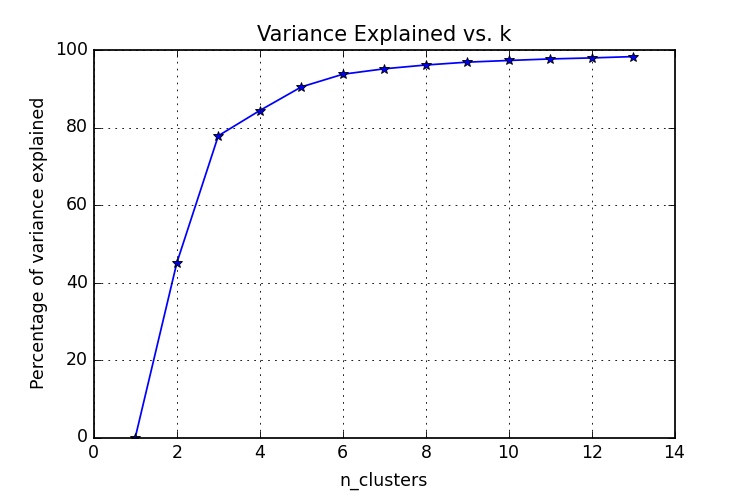 Variance Explained vs. k
Percentage of variance explained
100
80
60
40
20
0
0 2 4 6 8 10 12 14
n_clusters